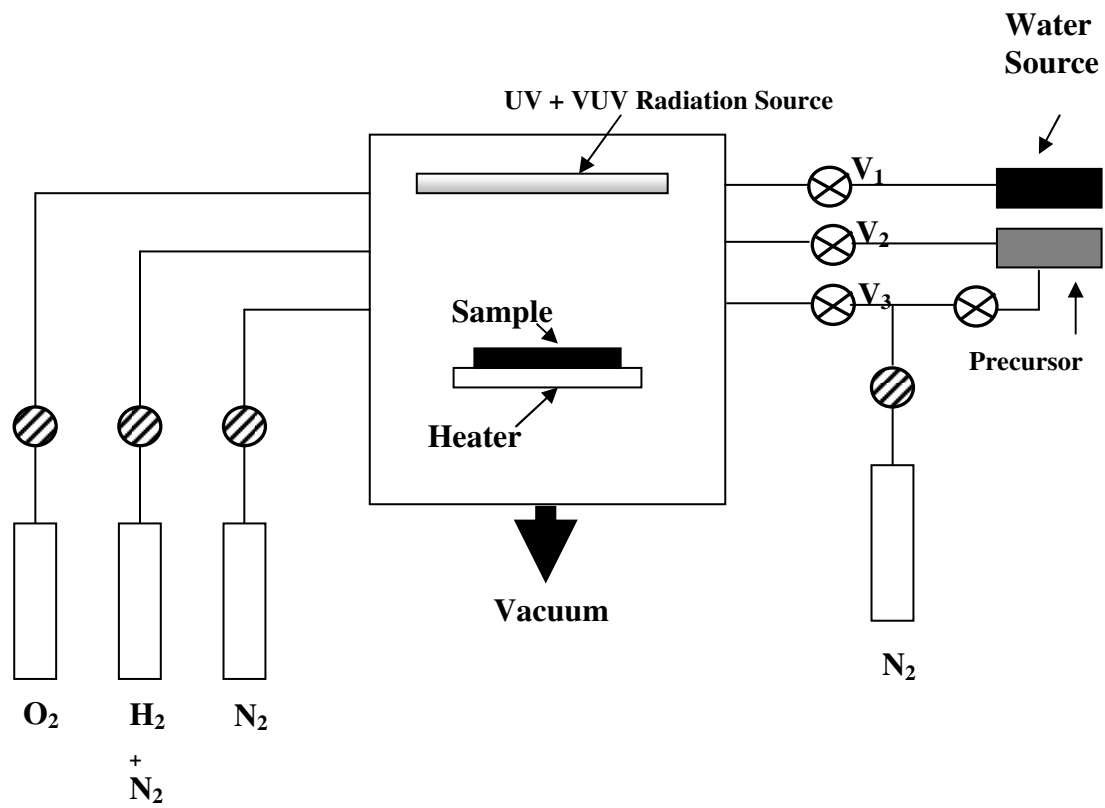 Water
Source
UV + VUV Radiation Source
V₁
V₂
V₃
Sample
Precursor
Heater
Vacuum
N₂
O₂
H₂
+
N₂
N₂